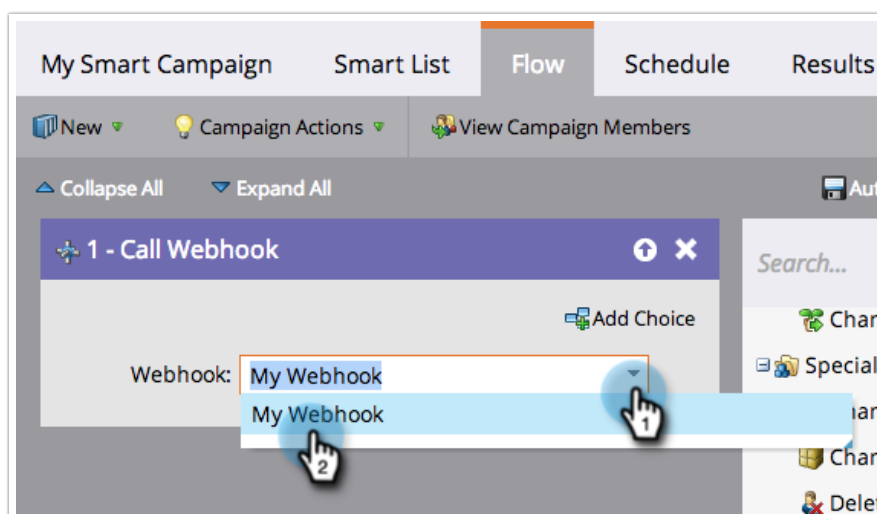 My Smart Campaign Smart List Flow Schedule Results
New Campaign Actions View Campaign Members
Collapse All Expand All
1 - Call Webhook
Search...
Add Choice
Webhook: My Webhook
Special
My Webhook
1
2